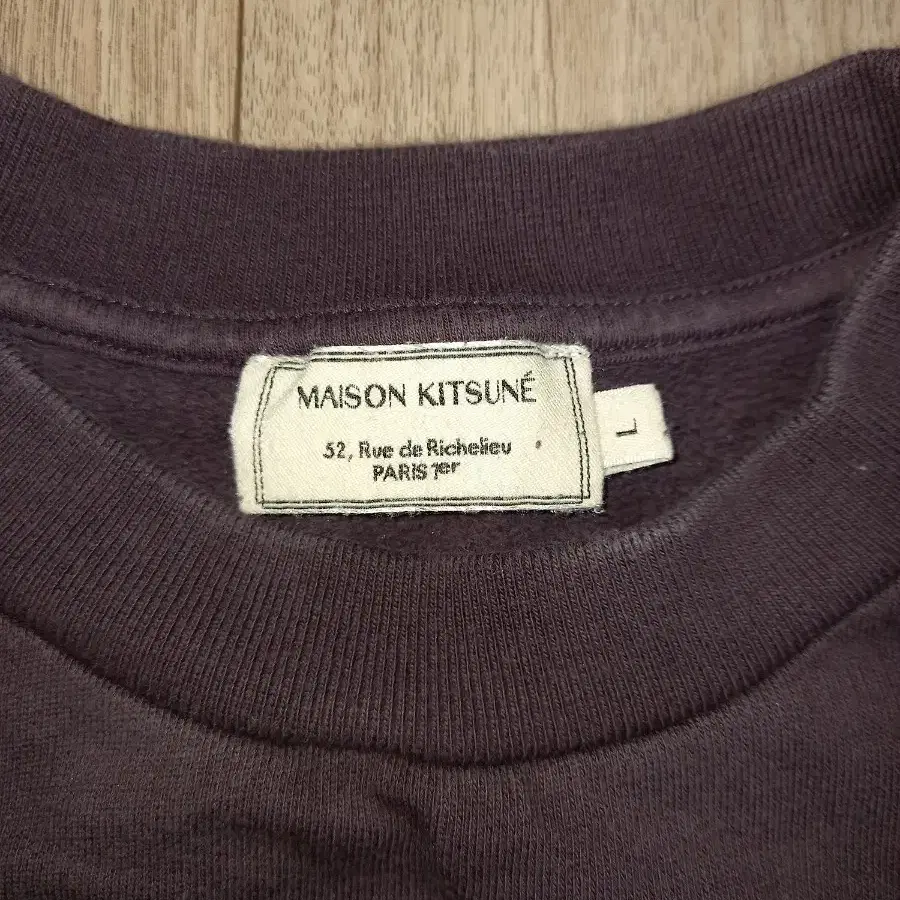 MAISON KITSUNÉ
52, Rue de Richelieu
PARIS 1er
L